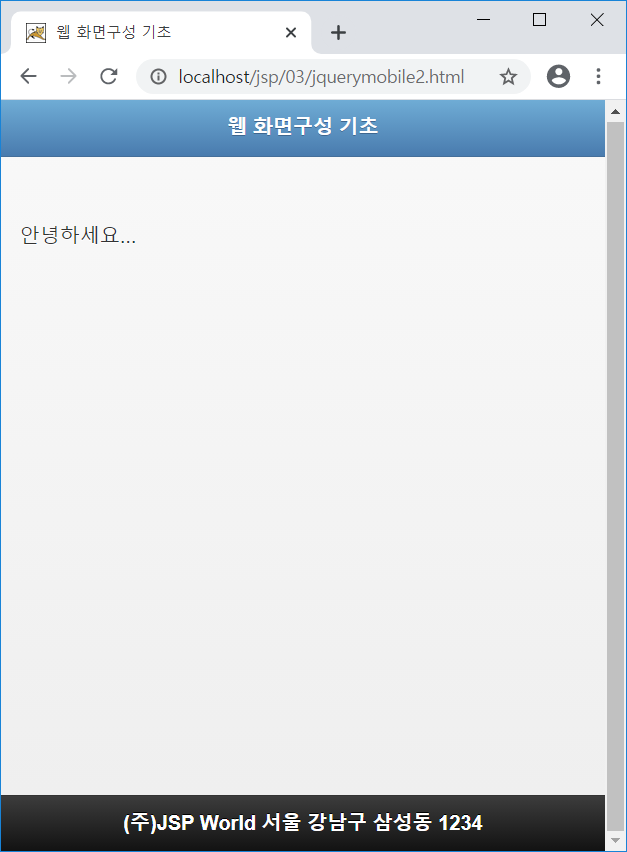 웹 화면구성 기초
localhost/jsp/03/jquerymobile2.html
웹 화면구성 기초
안녕하세요...
(주)JSP World 서울 강남구 삼성동 1234